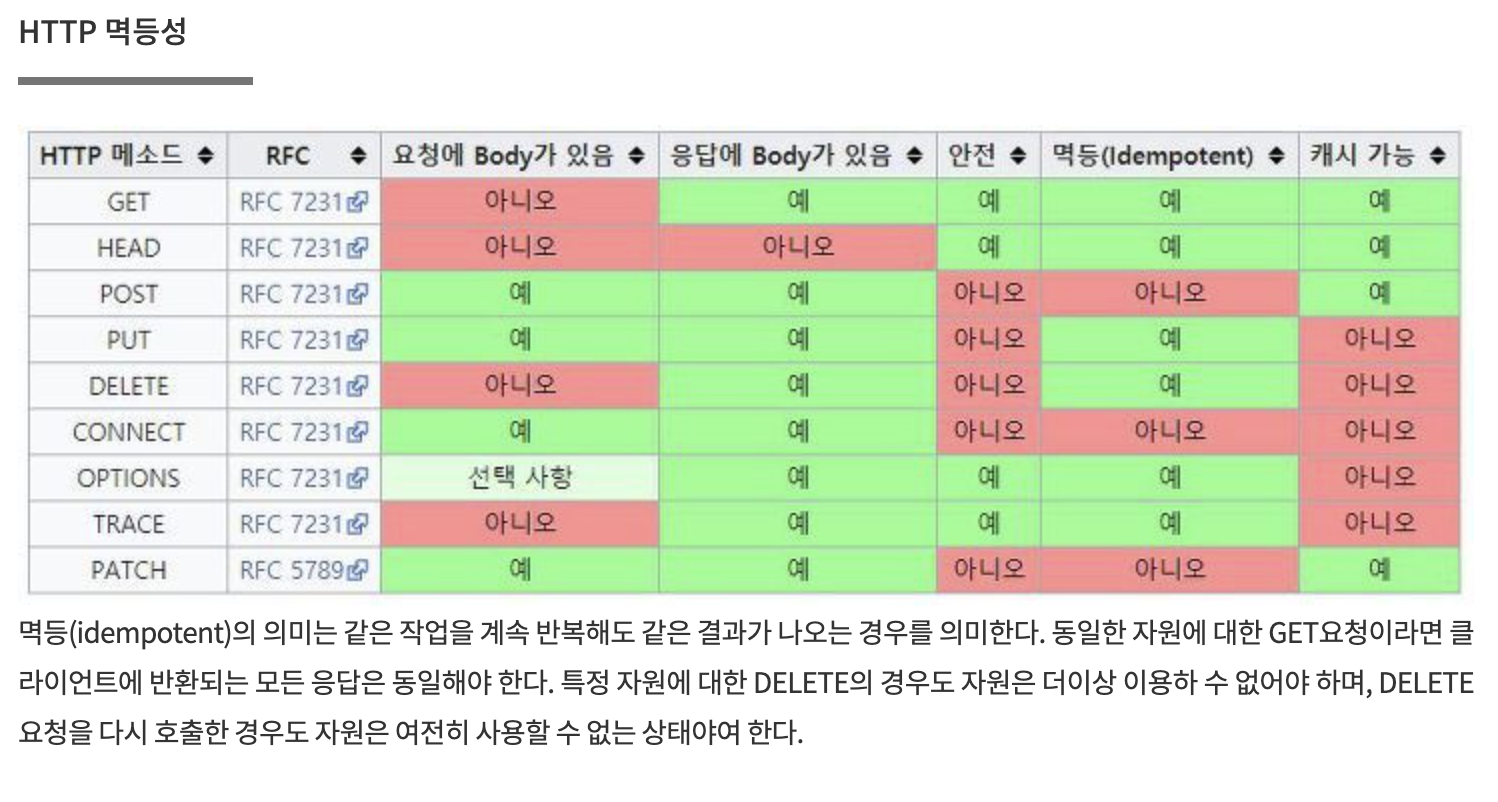 HTTP 멱등성
HTTP 메소드 RFC 요청에 Body가 있음 응답에 Body가 있음 안전 멱등(Idempotent) 캐시 가능
GET RFC 7231 아니오 예 예 예 예
HEAD RFC 7231 아니오 아니오 예 예 예
POST RFC 7231 예 예 아니오 아니오 예
PUT RFC 7231 예 예 아니오 예 아니오
DELETE RFC 7231 아니오 예 아니오 예 아니오
CONNECT RFC 7231 예 예 아니오 아니오 아니오
OPTIONS RFC 7231 선택 사항 예 예 예 아니오
TRACE RFC 7231 아니오 예 예 예 아니오
PATCH RFC 5789 예 예 아니오 아니오 예
멱등(idempotent)의 의미는 같은 작업을 계속 반복해도 같은 결과가 나오는 경우를 의미한다. 동일한 자원에 대한 GET요청이라면 클
라이언트에 반환되는 모든 응답은 동일해야 한다. 특정 자원에 대한 DELETE의 경우도 자원은 더이상 이용하 수 없어야 하며, DELETE
요청을 다시 호출한 경우도 자원은 여전히 사용할 수 없는 상태야여 한다.